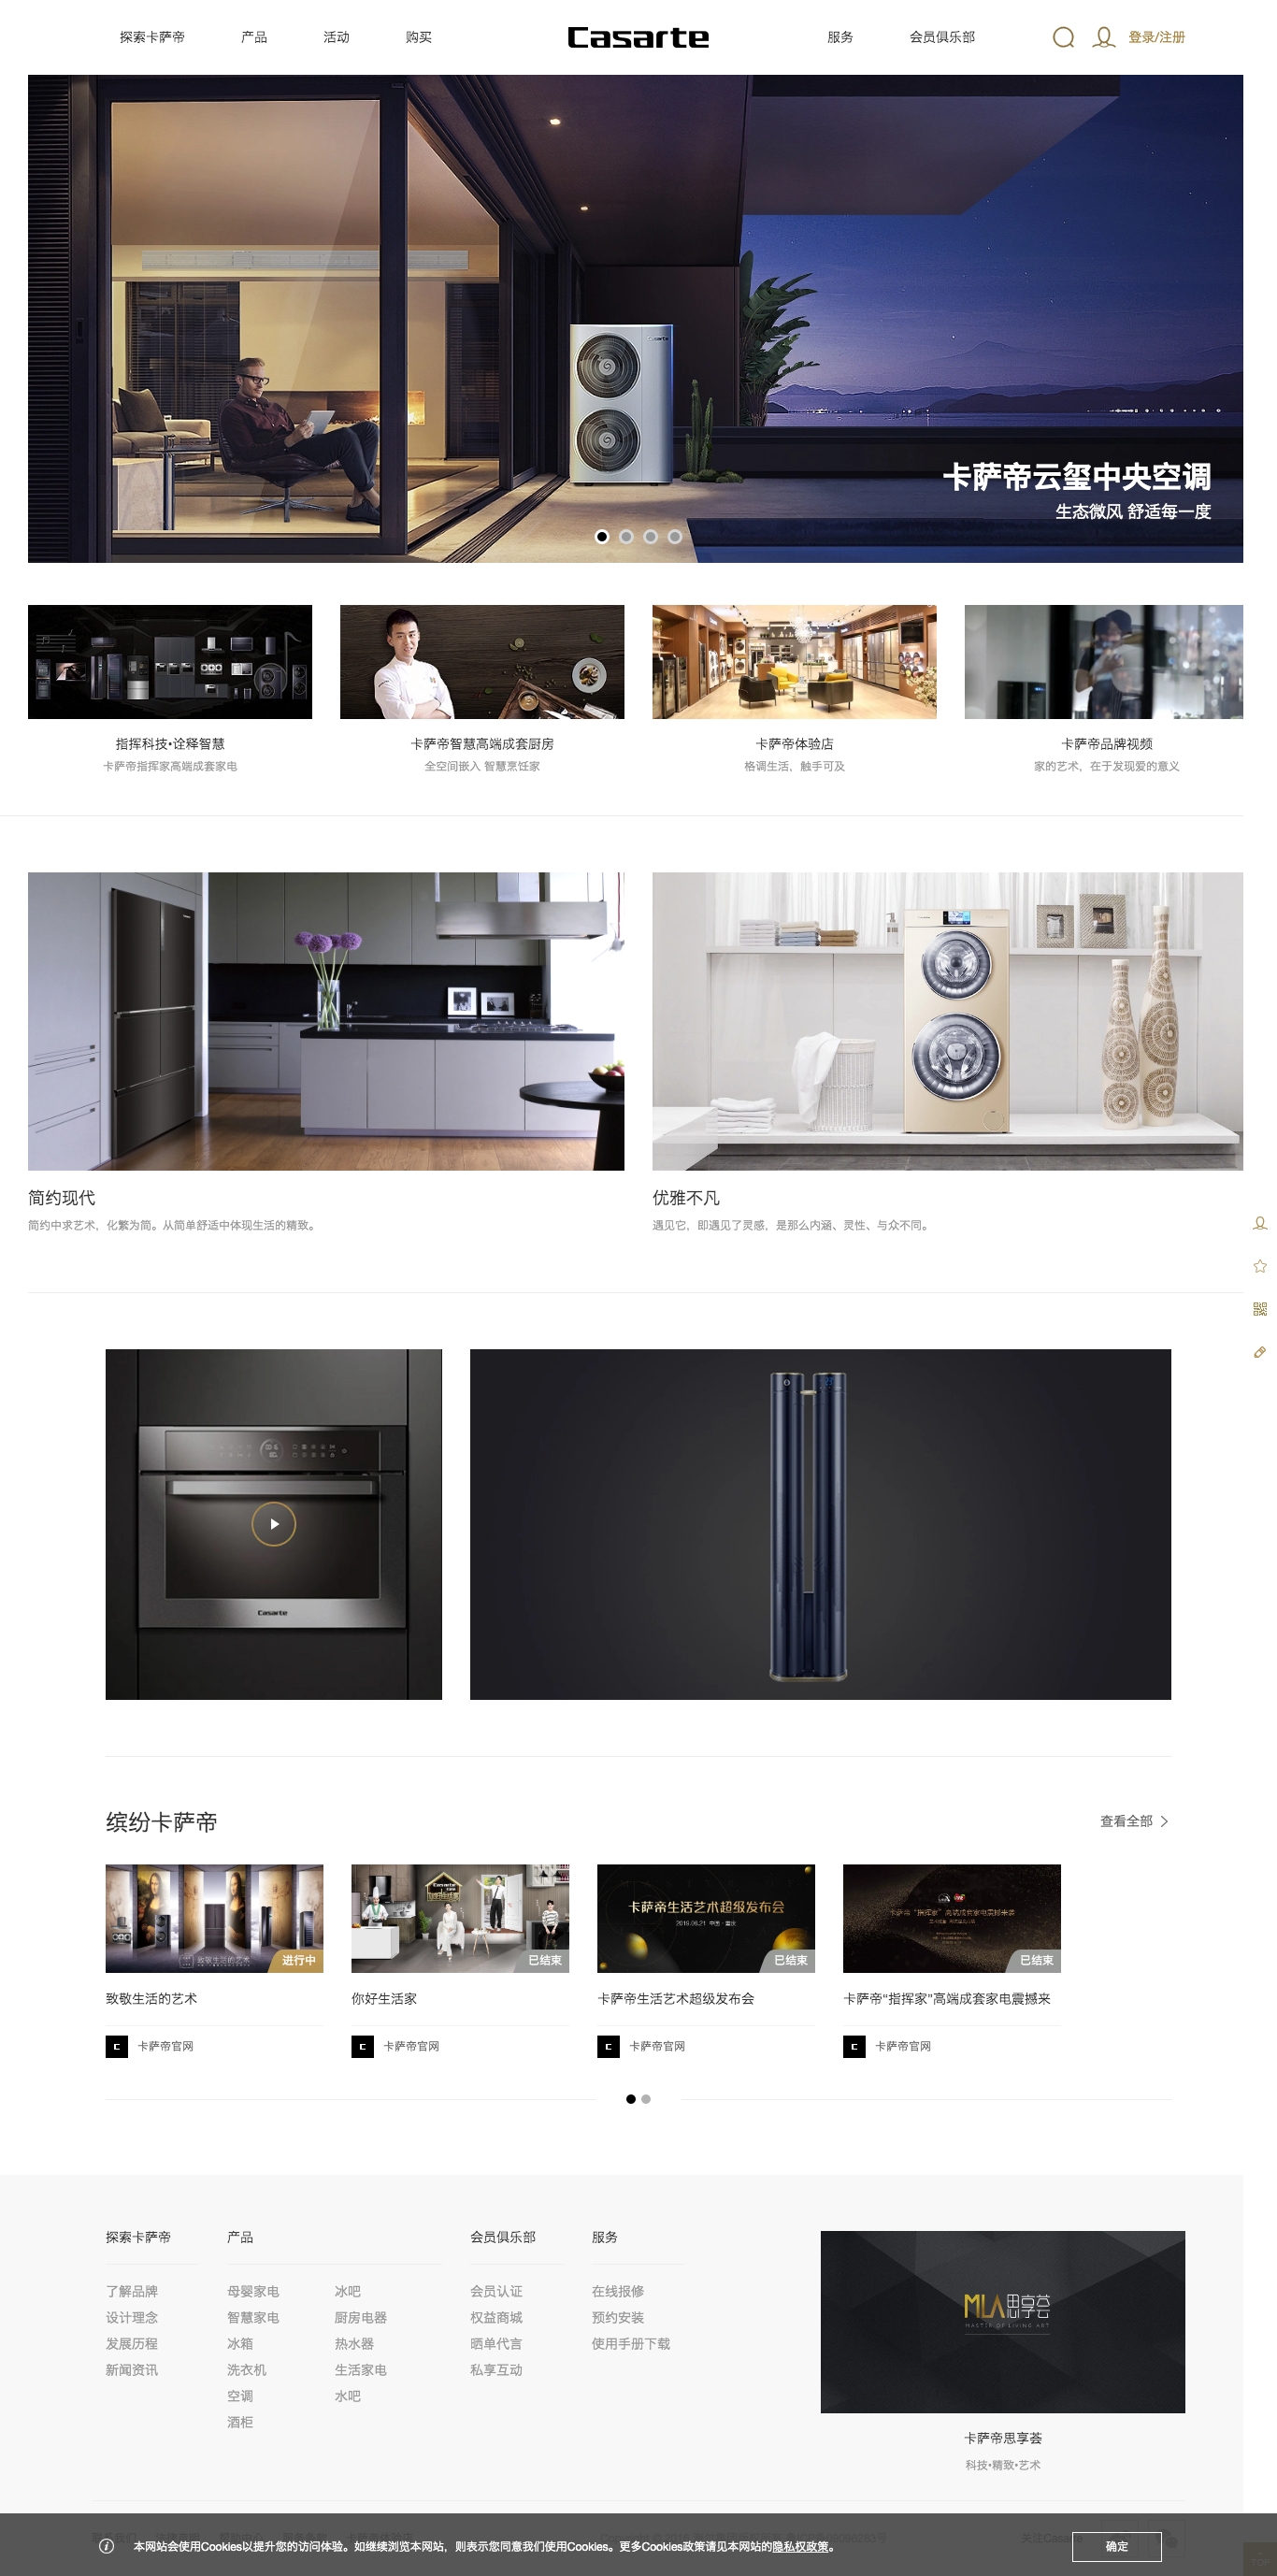 探索卡萨帝 产品 活动 购买 Casarte 服务 会员俱乐部 登录/注册
Casarte
卡萨帝云玺中央空调
生态微风 舒适每一度
指挥科技•诠释智慧
卡萨帝指挥家高端成套家电
卡萨帝智慧高端成套厨房
全空间嵌入 智慧烹饪家
卡萨帝体验店
格调生活，触手可及
卡萨帝品牌视频
家的艺术，在于发现爱的意义
简约现代
简约中求艺术，化繁为简。从简单舒适中体现生活的精致。
优雅不凡
遇见它，即遇见了灵感，是那么内涵、灵性、与众不同。
Casarte
缤纷卡萨帝
查看全部
致敬生活的艺术
进行中
Casarte
已结束
卡萨帝生活艺术超级发布会
已结束
已结束
致敬生活的艺术
卡萨帝官网
你好生活家
卡萨帝官网
卡萨帝生活艺术超级发布会
卡萨帝官网
卡萨帝“指挥家”高端成套家电震撼来
卡萨帝官网
探索卡萨帝
了解品牌
设计理念
发展历程
新闻资讯
产品
母婴家电
智慧家电
冰箱
洗衣机
空调
酒柜
冰吧
厨房电器
热水器
生活家电
水吧
会员俱乐部
会员认证
权益商城
晒单代言
私享互动
服务
在线报修
预约安装
使用手册下载
MLA思享荟
MASTER OF LIVING ART
卡萨帝思享荟
科技•精致•艺术
本网站会使用Cookies以提升您的访问体验。如继续浏览本网站，则表示您同意我们使用Cookies。更多Cookies政策请见本网站的隐私权政策。
确定